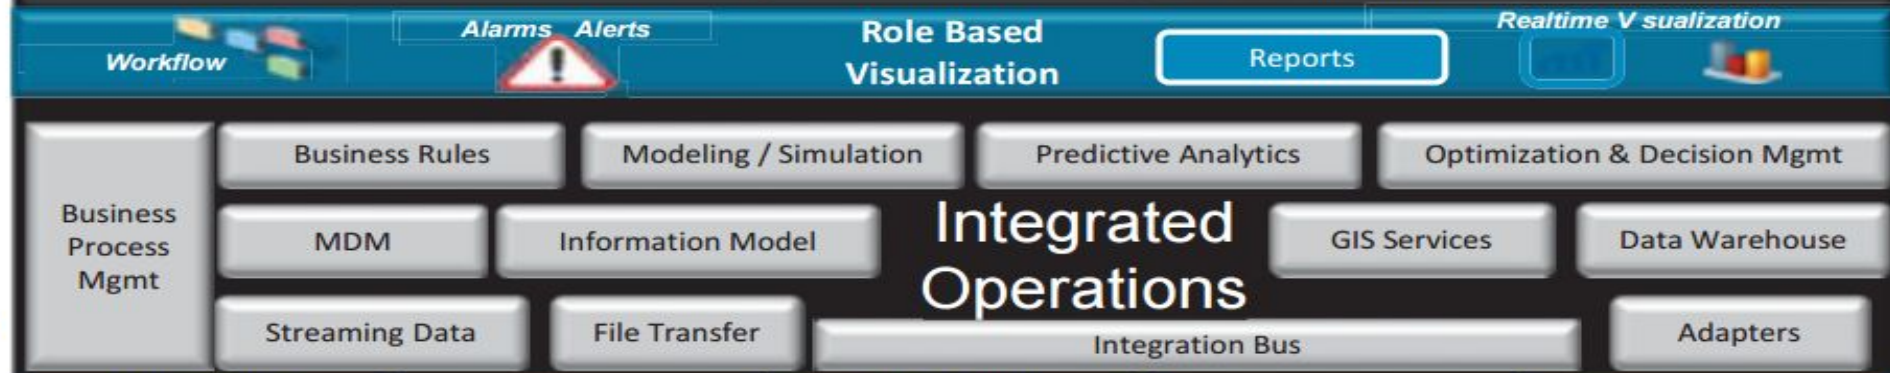 Workflow
Alarms Alerts
Role Based
Visualization
Reports
Realtime V sualization
Business
Process
Mgmt
Business Rules
Modeling / Simulation
Predictive Analytics
Optimization & Decision Mgmt
MDM
Information Model
Integrated
Operations
GIS Services
Data Warehouse
Streaming Data
File Transfer
Integration Bus
Adapters